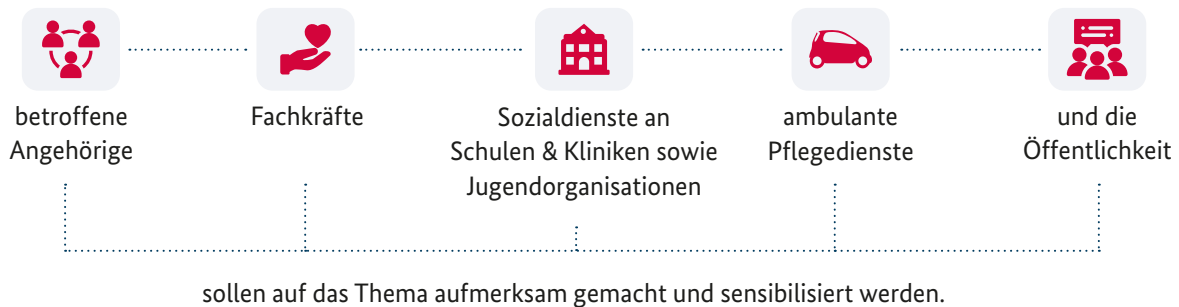 betroffene
Angehörige
Fachkräfte
Sozialdienste an
Schulen & Kliniken sowie
Jugendorganisationen
ambulante
Pflegedienste
und die
Öffentlichkeit
sollen auf das Thema aufmerksam gemacht und sensibilisiert werden.